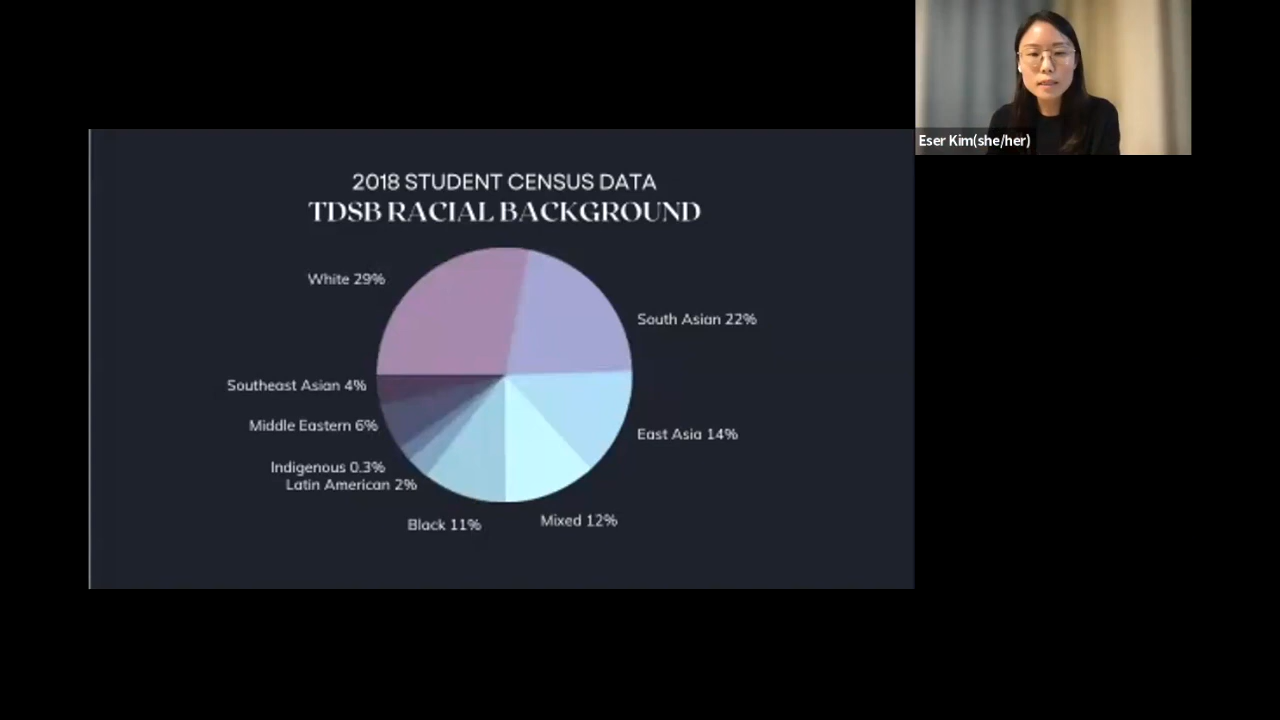 Eser Kim(she/her)
2018 STUDENT CENSUS DATA
TDSB RACIAL BACKGROUND
White 29%
South Asian 22%
Southeast Asian 4%
Middle Eastern 6%
East Asia 14%
Indigenous 0.3%
Latin American 2%
Black 11%
Mixed 12%